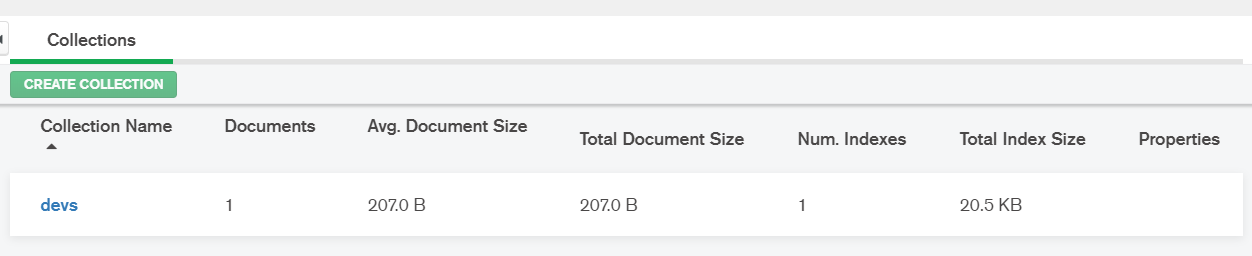 Collections
CREATE COLLECTION
Collection Name Documents Avg. Document Size Total Document Size Num. Indexes Total Index Size Properties
devs 1 207.0 B 207.0 B 1 20.5 KB